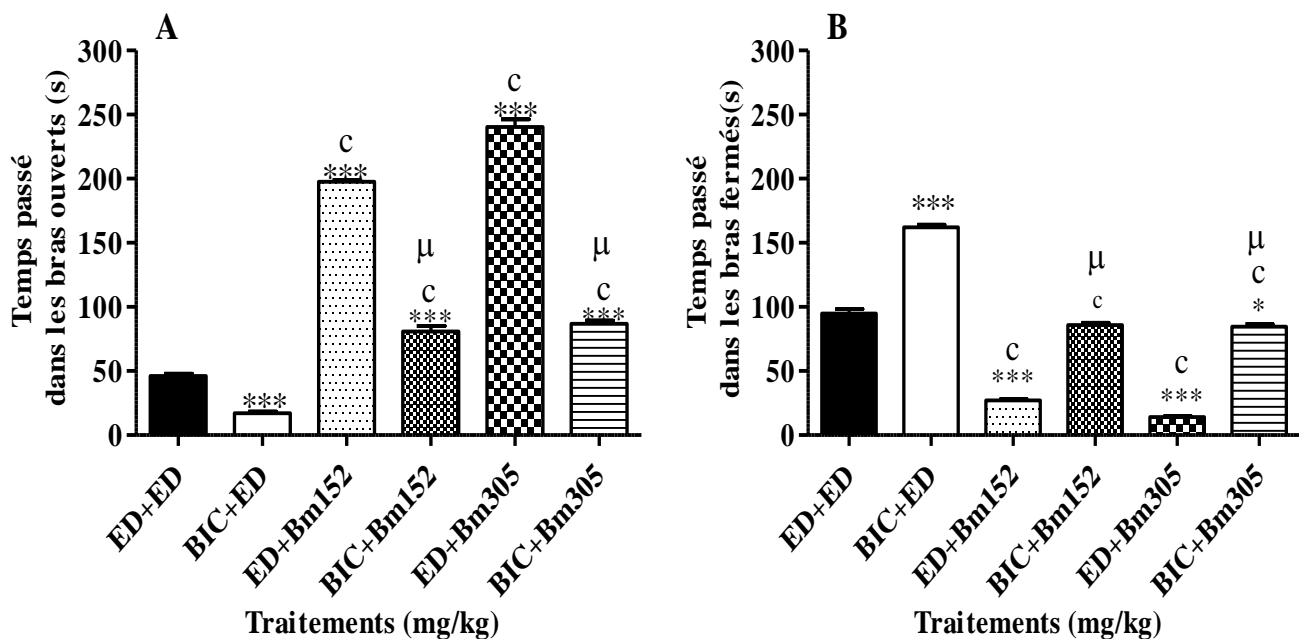 A
Temps passé
dans les bras ouverts (s)
300
250
200
150
100
50
0
***
c
***
μ
c
***
c
***
μ
c
***
ED+ED
BIC+ED
ED+Bm152
BIC+Bm152
ED+Bm305
BIC+Bm305
Traitements (mg/kg)
B
Temps passé
dans les bras fermés(s)
300
250
200
150
100
50
0
***
c
***
μ
c
c
***
μ
c
*
ED+ED
BIC+ED
ED+Bm152
BIC+Bm152
ED+Bm305
BIC+Bm305
Traitements (mg/kg)